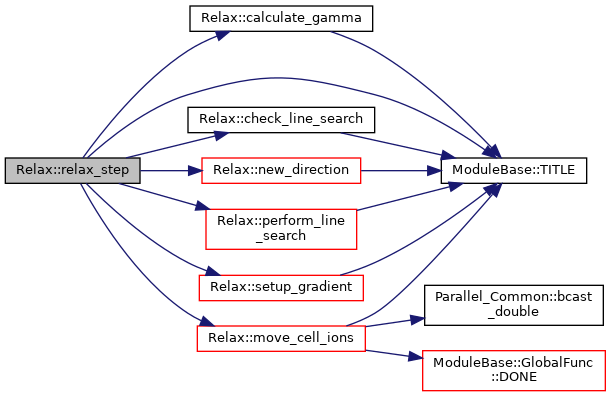 Relax::relax_step
Relax::calculate_gamma
Relax::check_line_search
Relax::new_direction
Relax::perform_line
_search
Relax::setup_gradient
Relax::move_cell_ions
ModuleBase::TITLE
Parallel_Common::bcast
_double
ModuleBase::GlobalFunc
::DONE